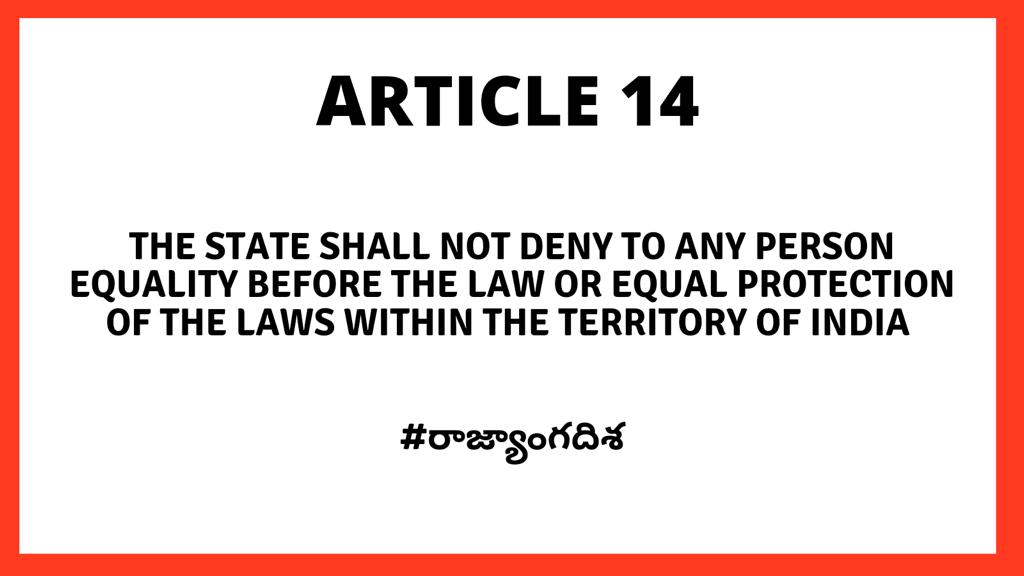 ARTICLE 14
THE STATE SHALL NOT DENY TO ANY PERSON
EQUALITY BEFORE THE LAW OR EQUAL PROTECTION
OF THE LAWS WITHIN THE TERRITORY OF INDIA
#రాజ్యాంగదిశ